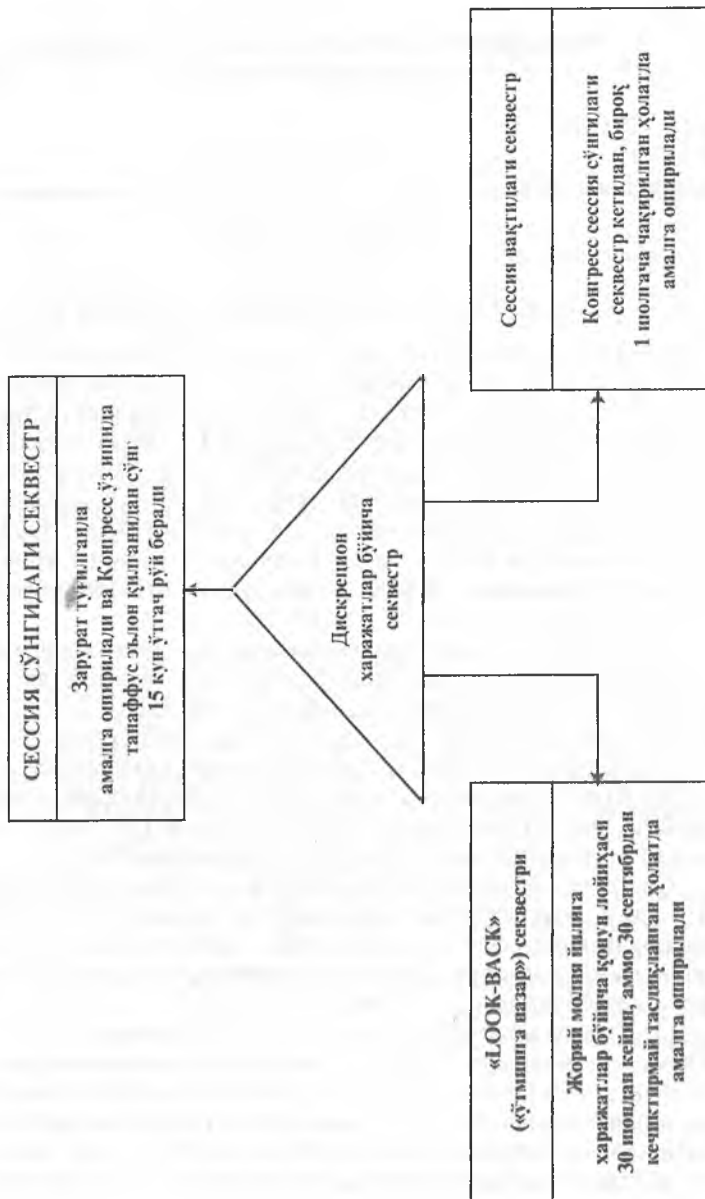 СЕССИЯ СЎНГИДАГИ СЕКВЕСТР
Зарурат туғилганда
амалга оширилади ва Конгресс ўз ишида
танаффус эълон қилганидан сўнг
15 кун ўтгач рўй беради
Дискрецион
харажатлар бўйича
секвестр
«LOOK-BACK»
(«ўтмишга назар») секвестри
Жорий молия йилига
харажатлар бўйича қонун лойиҳаси
30 июндан кейин, аммо 30 сентябрдан
кечиктирмай тасдиқланган ҳолатда
амалга оширилади
Сессия вақтидаги секвестр
Конгресс сессия сўнгидаги
секвестр кетидан, бироқ
1 июлгача чақирилган ҳолатда
амалга оширилади